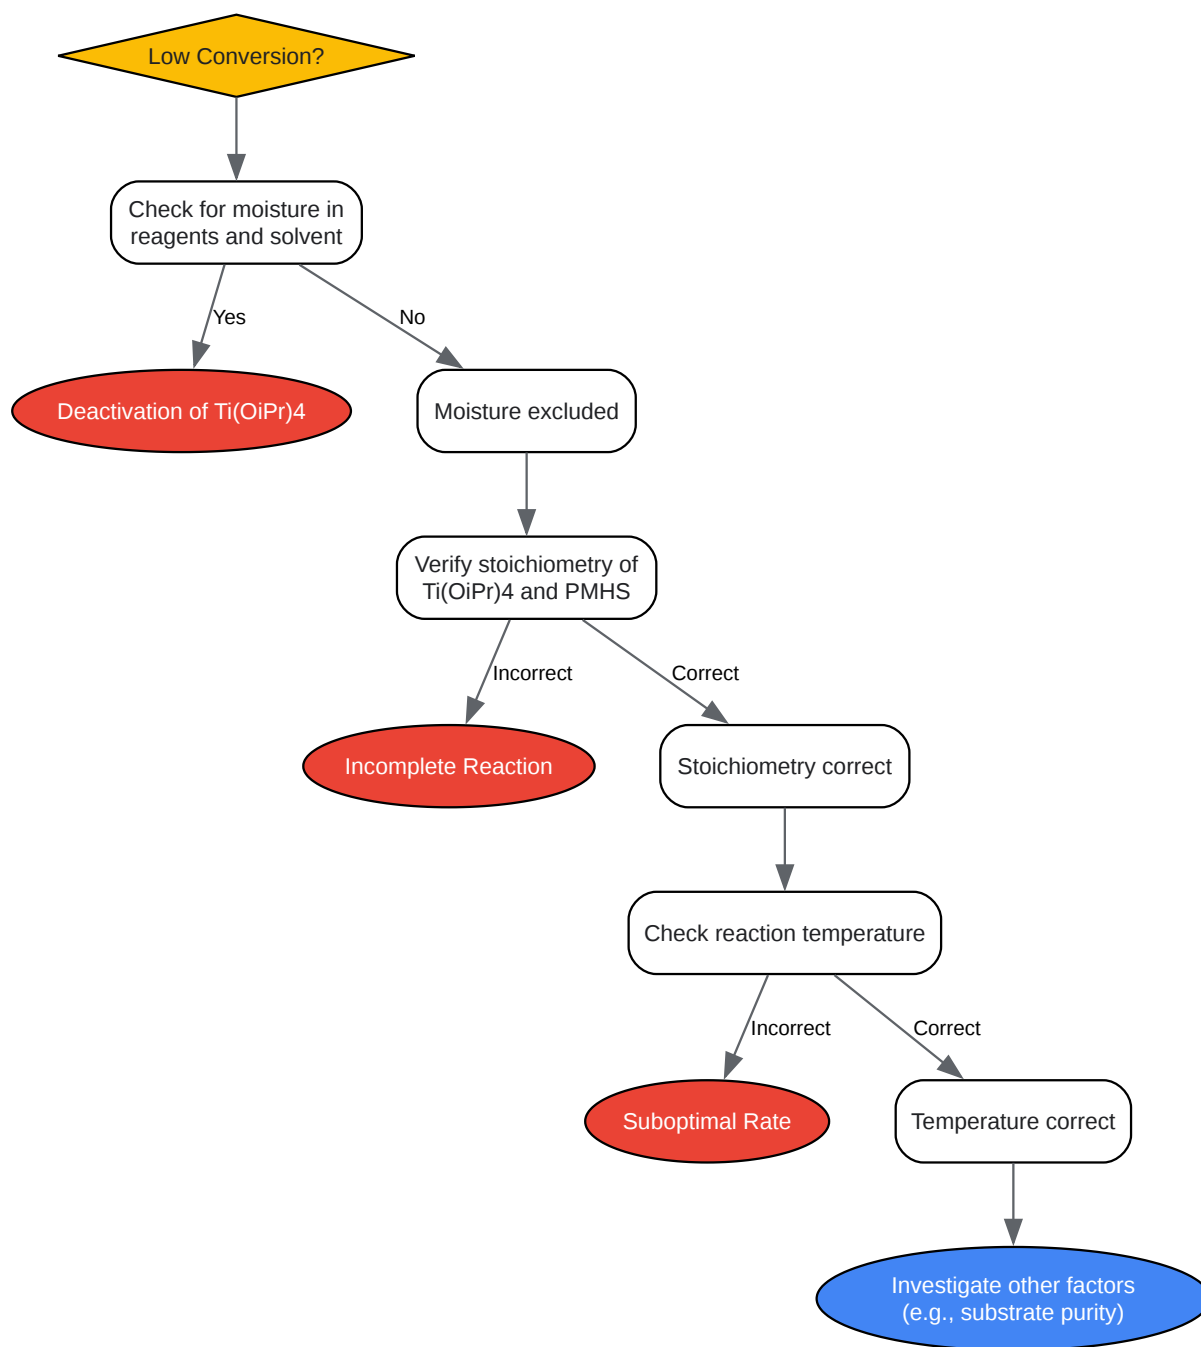 Low Conversion?
Check for moisture in
reagents and solvent
Yes
No
Deactivation of Ti(OiPr)4
Moisture excluded
Verify stoichiometry of
Ti(OiPr)4 and PMHS
Incorrect
Correct
Incomplete Reaction
Stoichiometry correct
Check reaction temperature
Incorrect
Correct
Suboptimal Rate
Temperature correct
Investigate other factors
(e.g., substrate purity)